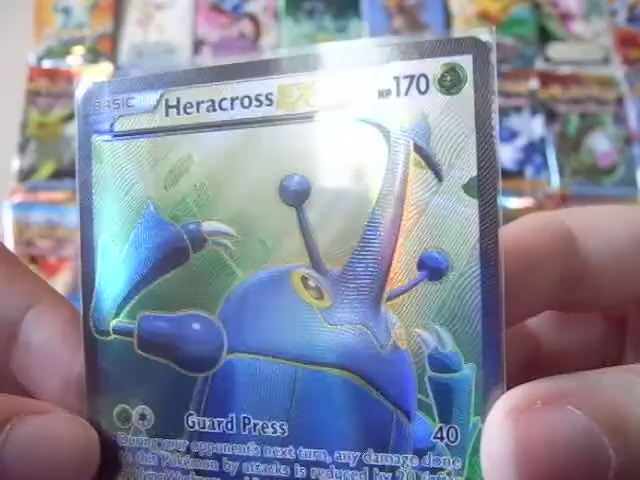 BASIC
Heracross EX
HP 170
Guard Press 40
During your opponent's next turn, any damage done
to this Pokémon by attacks is reduced by 20